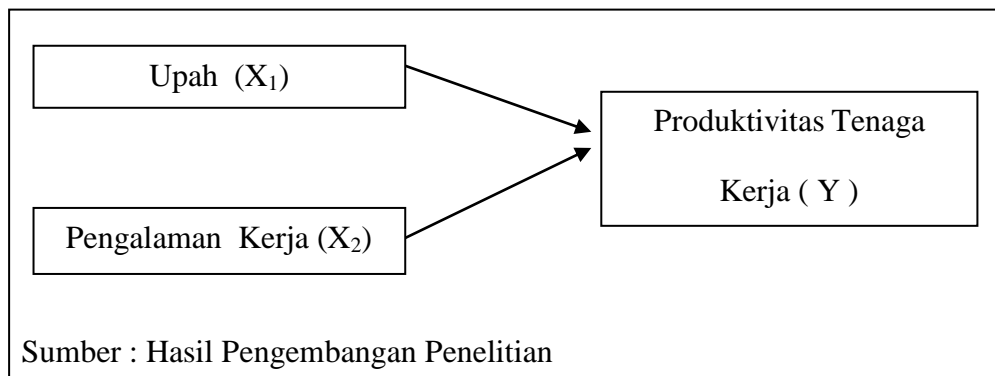 Upah (X₁)
Produktivitas Tenaga
Kerja ( Y )
Pengalaman Kerja (X₂)
Sumber : Hasil Pengembangan Penelitian